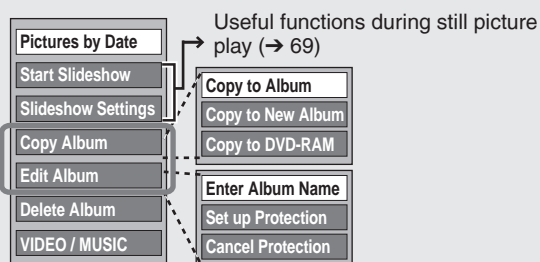 Useful functions during still picture
play (➔ 69)
Pictures by Date
Start Slideshow
Slideshow Settings
Copy Album
Edit Album
Delete Album
VIDEO / MUSIC
Copy to Album
Copy to New Album
Copy to DVD-RAM
Enter Album Name
Set up Protection
Cancel Protection